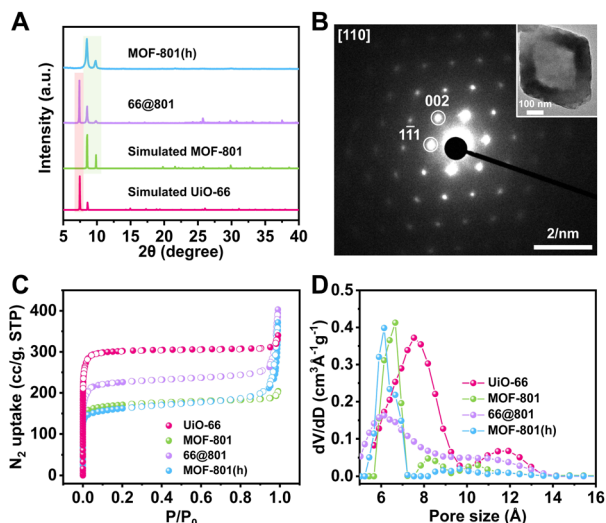 A
MOF-801(h)
66@801
Simulated MOF-801
Simulated UiO-66
Intensity (a.u.)
5 10 15 20 25 30 35 40
2θ (degree)
B
[110]
100 nm
002
1-11
2/nm
C
400
300
200
100
0
N2 uptake (cc/g, STP)
UiO-66
MOF-801
66@801
MOF-801(h)
0.0 0.2 0.4 0.6 0.8 1.0
P/P0
D
0.5
0.4
0.3
0.2
0.1
0.0
dV/dD (cm³Å⁻¹g⁻¹)
UiO-66
MOF-801
66@801
MOF-801(h)
6 8 10 12 14 16
Pore size (Å)